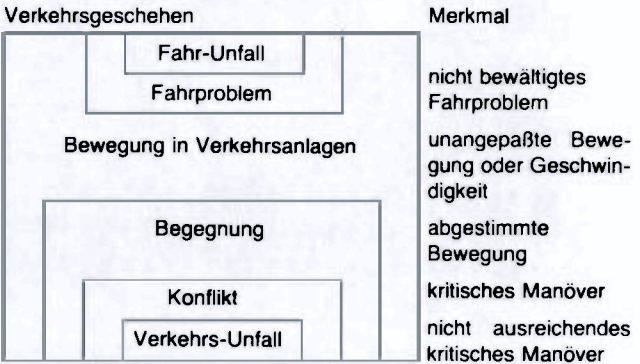 Verkehrsgeschehen Merkmal
Fahr-Unfall
Fahrproblem
nicht bewältigtes
Fahrproblem
Bewegung in Verkehrsanlagen
unangepaßte Bewe-
gung oder Geschwin-
digkeit
Begegnung
abgestimmte
Bewegung
Konflikt
kritisches Manöver
Verkehrs-Unfall
nicht ausreichendes
kritisches Manöver